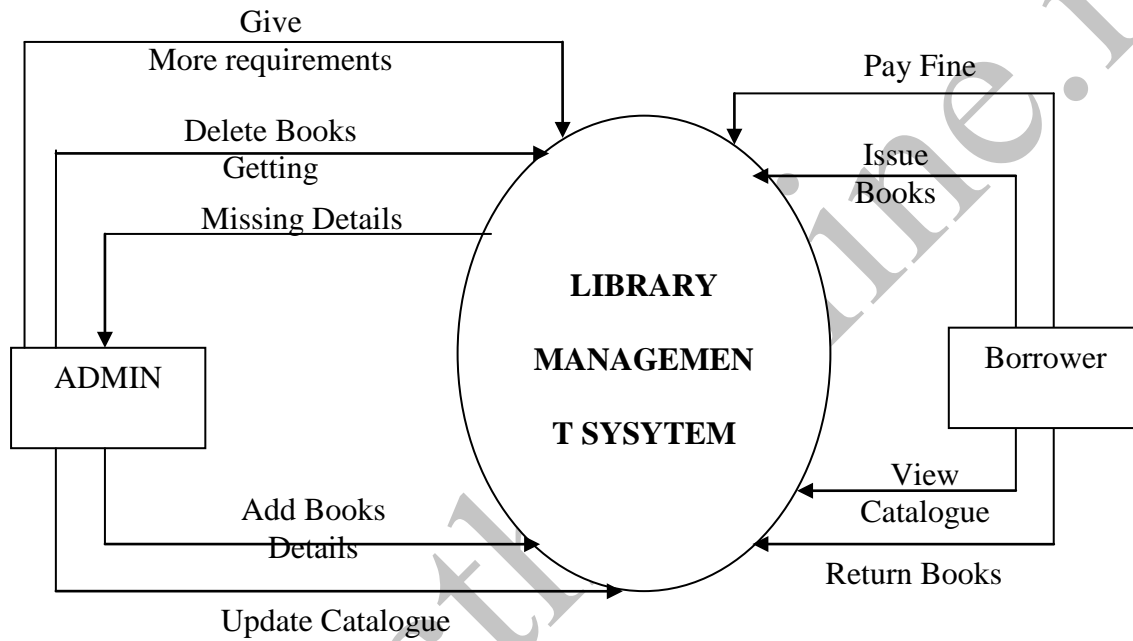 Give
More requirements
Delete Books
Getting
Missing Details
ADMIN
Add Books
Details
Update Catalogue
LIBRARY
MANAGEMEN
T SYSYTEM
Pay Fine
Issue
Books
Borrower
View
Catalogue
Return Books